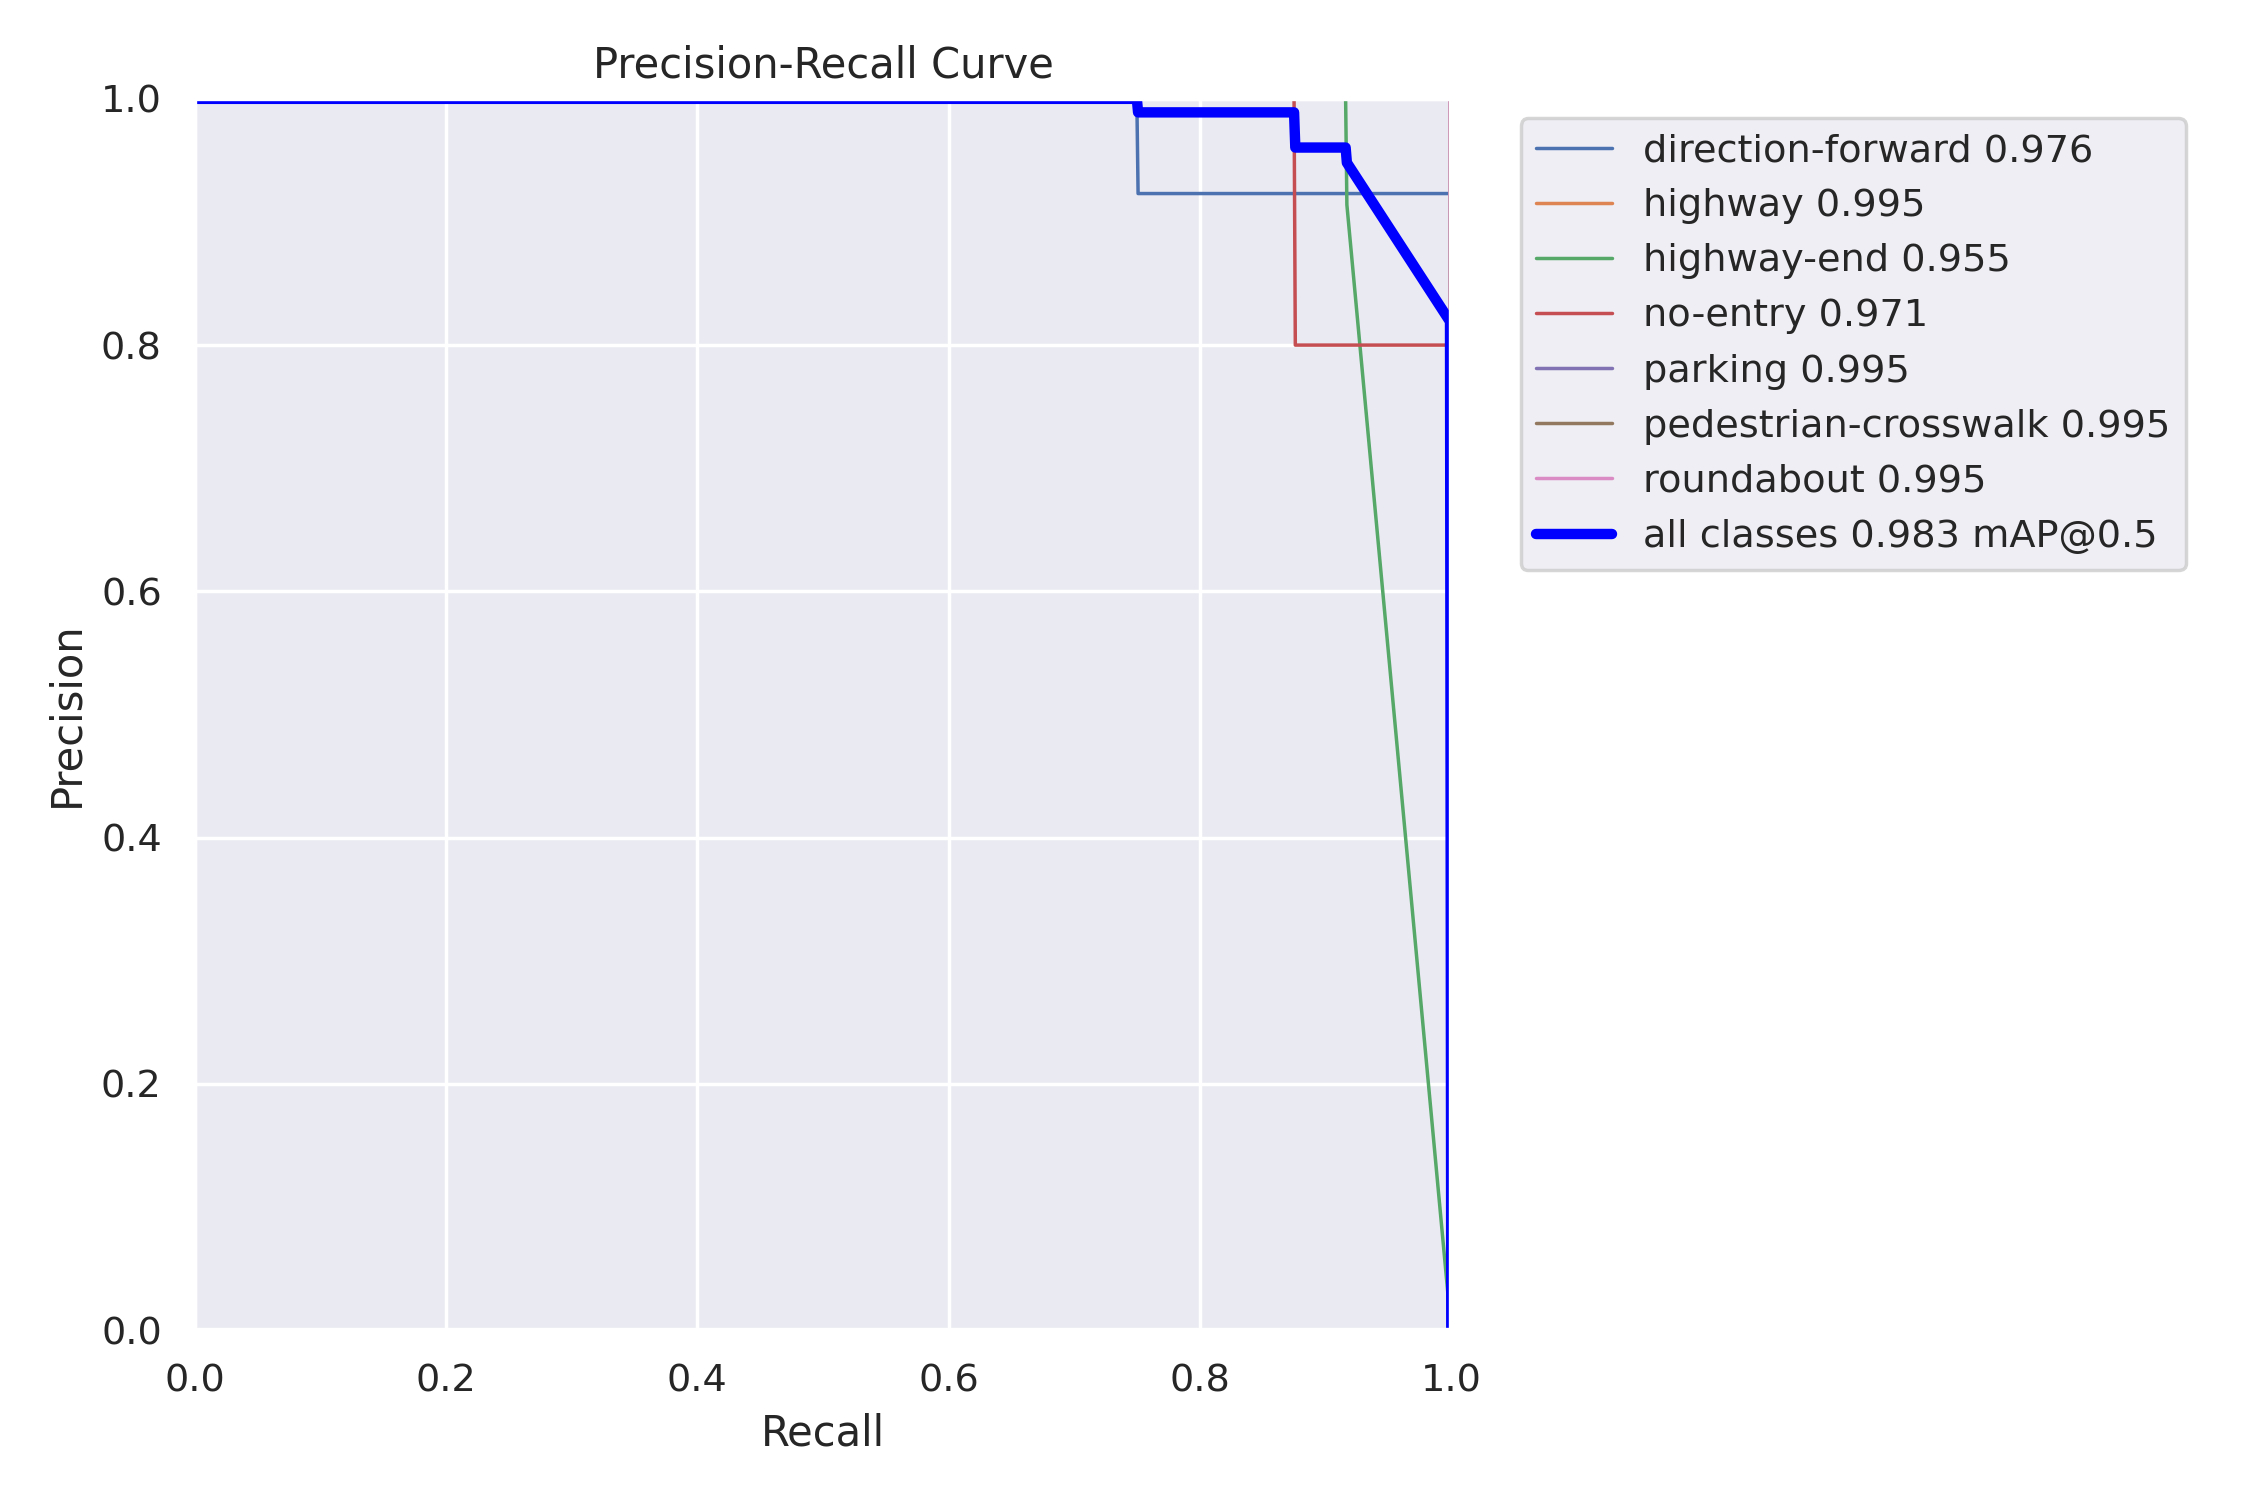 Precision-Recall Curve
1.0
0.8
0.6
0.4
0.2
0.0
Precision
0.0 0.2 0.4 0.6 0.8 1.0
Recall
direction-forward 0.976
highway 0.995
highway-end 0.955
no-entry 0.971
parking 0.995
pedestrian-crosswalk 0.995
roundabout 0.995
all classes 0.983 mAP@0.5